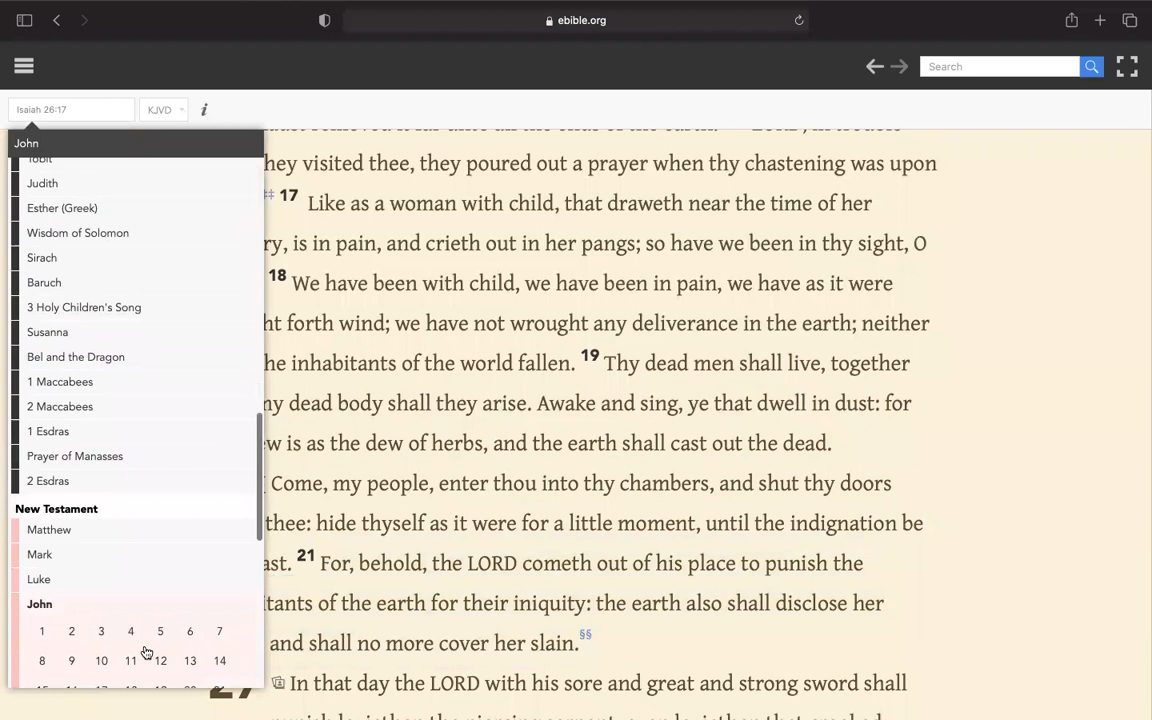 ebible.org
Search
Isaiah 26:17
KJVD
i
John
Tobit
Judith
Esther (Greek)
Wisdom of Solomon
Sirach
Baruch
3 Holy Children's Song
Susanna
Bel and the Dragon
1 Maccabees
2 Maccabees
1 Esdras
Prayer of Manasses
2 Esdras
New Testament
Matthew
Mark
Luke
John
1 2 3 4 5 6 7
8 9 10 11 12 13 14
they visited thee, they poured out a prayer when thy chastening was upon
17 Like as a woman with child, that draweth near the time of her
ry, is in pain, and crieth out in her pangs; so have we been in thy sight, O
18 We have been with child, we have been in pain, we have as it were
ht forth wind; we have not wrought any deliverance in the earth; neither
he inhabitants of the world fallen. 19 Thy dead men shall live, together
my dead body shall they arise. Awake and sing, ye that dwell in dust: for
ew is as the dew of herbs, and the earth shall cast out the dead.
Come, my people, enter thou into thy chambers, and shut thy doors
thee: hide thyself as it were for a little moment, until the indignation be
ast. 21 For, behold, the LORD cometh out of his place to punish the
itants of the earth for their iniquity: the earth also shall disclose her
and shall no more cover her slain.§§
27 In that day the LORD with his sore and great and strong sword shall